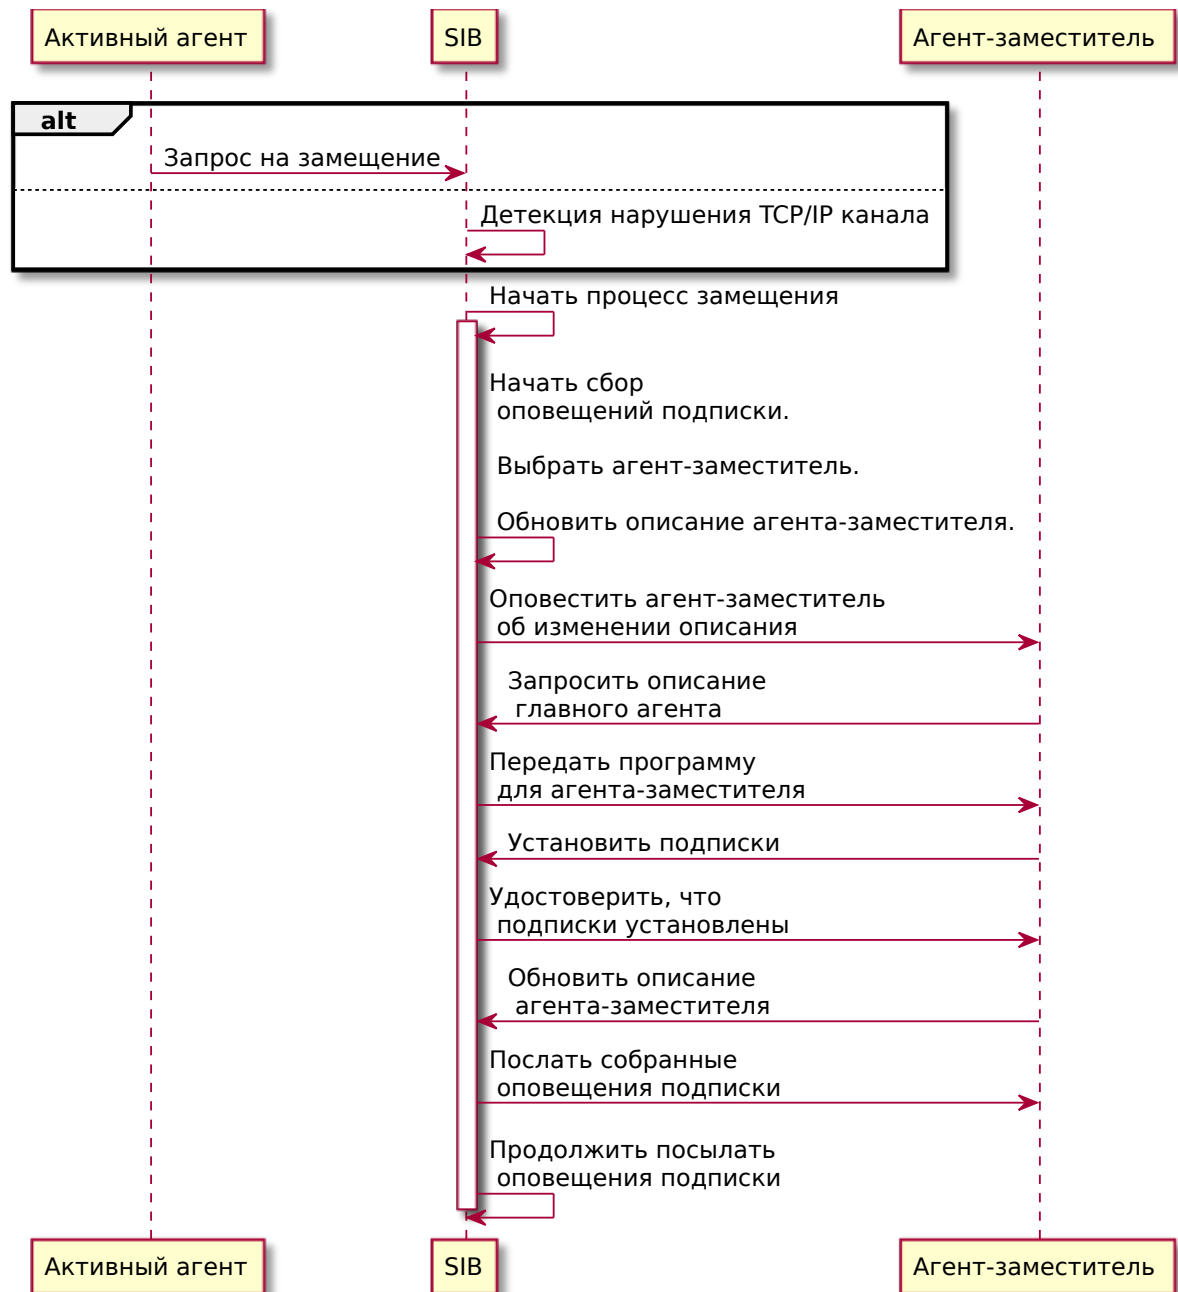 Активный агент
SIB
Агент-заместитель
alt
Запрос на замещение
Детекция нарушения TCP/IP канала
Начать процесс замещения
Начать сбор
оповещений подписки.
Выбрать агент-заместитель.
Обновить описание агента-заместителя.
Оповестить агент-заместитель
об изменении описания
Запросить описание
главного агента
Передать программу
для агента-заместителя
Установить подписки
Удостоверить, что
подписки установлены
Обновить описание
агента-заместителя
Послать собранные
оповещения подписки
Продолжить посылать
оповещения подписки
Активный агент
SIB
Агент-заместитель